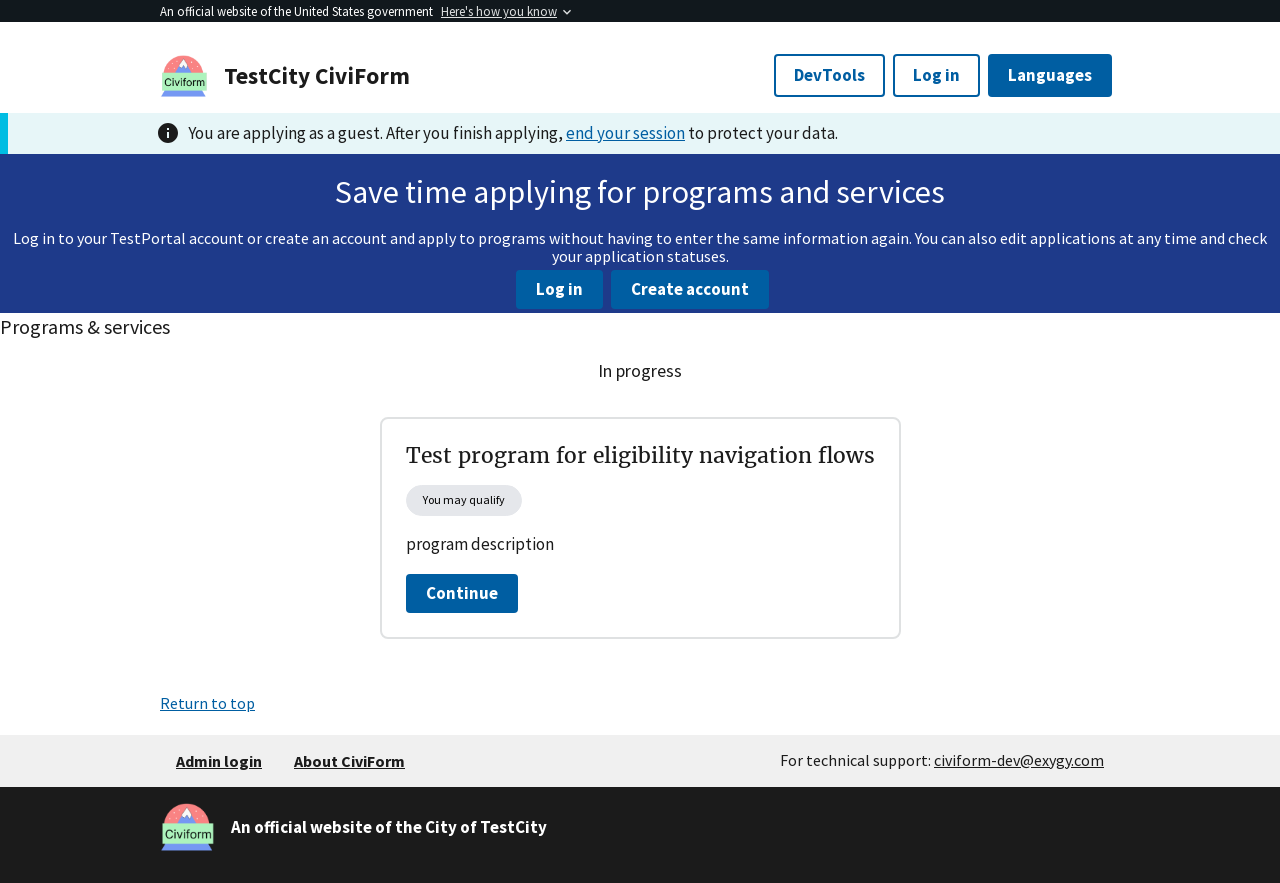 An official website of the United States government Here's how you know
Civiform
TestCity CiviForm
DevTools
Log in
Languages
You are applying as a guest. After you finish applying, end your session to protect your data.
Save time applying for programs and services
Log in to your TestPortal account or create an account and apply to programs without having to enter the same information again. You can also edit applications at any time and check
your application statuses.
Log in
Create account
Programs & services
In progress
Test program for eligibility navigation flows
You may qualify
program description
Continue
Return to top
Admin login
About CiviForm
For technical support: civiform-dev@exygy.com
Civiform
An official website of the City of TestCity